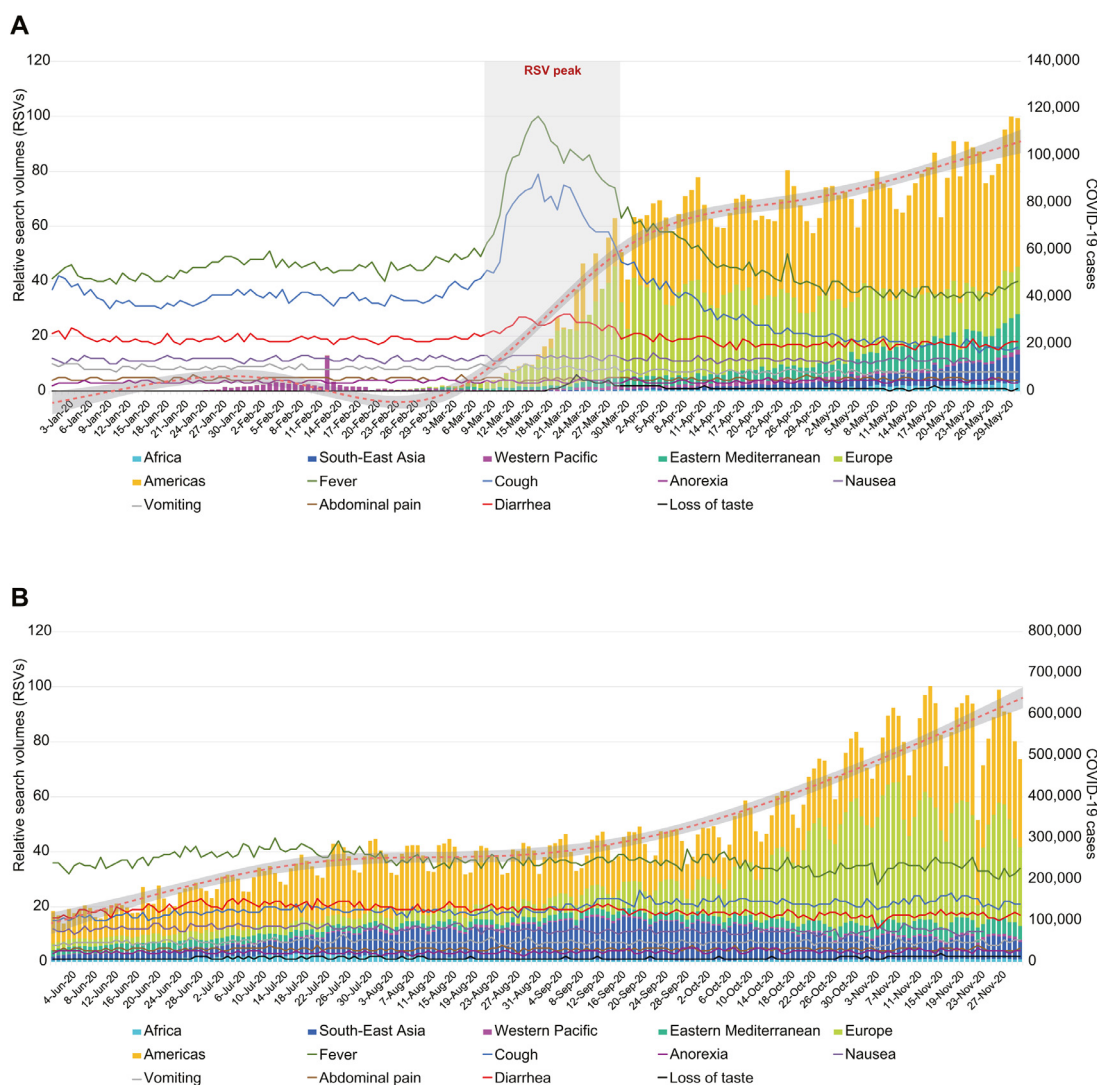 A
120 140,000
RSV peak
100 120,000
80 100,000
60 80,000
40 60,000
20 40,000
0 20,000
0
Relative search volumes (RSVs)
COVID-19 cases
3-Jan-20 6-Jan-20 9-Jan-20 12-Jan-20 15-Jan-20 18-Jan-20 21-Jan-20 24-Jan-20 27-Jan-20 30-Jan-20 2-Feb-20 5-Feb-20 8-Feb-20 11-Feb-20 14-Feb-20 17-Feb-20 20-Feb-20 23-Feb-20 26-Feb-20 29-Feb-20 3-Mar-20 6-Mar-20 9-Mar-20 12-Mar-20 15-Mar-20 18-Mar-20 21-Mar-20 24-Mar-20 27-Mar-20 30-Mar-20 2-Apr-20 5-Apr-20 8-Apr-20 11-Apr-20 14-Apr-20 17-Apr-20 20-Apr-20 23-Apr-20 26-Apr-20 29-Apr-20 2-May-20 5-May-20 8-May-20 11-May-20 14-May-20 17-May-20 20-May-20 23-May-20 26-May-20 29-May-20
Africa South-East Asia Western Pacific Eastern Mediterranean Europe
Americas Fever Cough Anorexia Nausea
Vomiting Abdominal pain Diarrhea Loss of taste
B
120 800,000
700,000
100 600,000
80 500,000
60 400,000
40 300,000
200,000
20 100,000
0 0
Relative search volumes (RSVs)
COVID-19 cases
4-Jun-20 8-Jun-20 12-Jun-20 16-Jun-20 20-Jun-20 24-Jun-20 28-Jun-20 2-Jul-20 6-Jul-20 10-Jul-20 14-Jul-20 18-Jul-20 22-Jul-20 26-Jul-20 30-Jul-20 3-Aug-20 7-Aug-20 11-Aug-20 15-Aug-20 19-Aug-20 23-Aug-20 27-Aug-20 31-Aug-20 4-Sep-20 8-Sep-20 12-Sep-20 16-Sep-20 20-Sep-20 24-Sep-20 28-Sep-20 2-Oct-20 6-Oct-20 10-Oct-20 14-Oct-20 18-Oct-20 22-Oct-20 26-Oct-20 30-Oct-20 3-Nov-20 7-Nov-20 11-Nov-20 15-Nov-20 19-Nov-20 23-Nov-20 27-Nov-20
Africa South-East Asia Western Pacific Eastern Mediterranean Europe
Americas Fever Cough Anorexia Nausea
Vomiting Abdominal pain Diarrhea Loss of taste